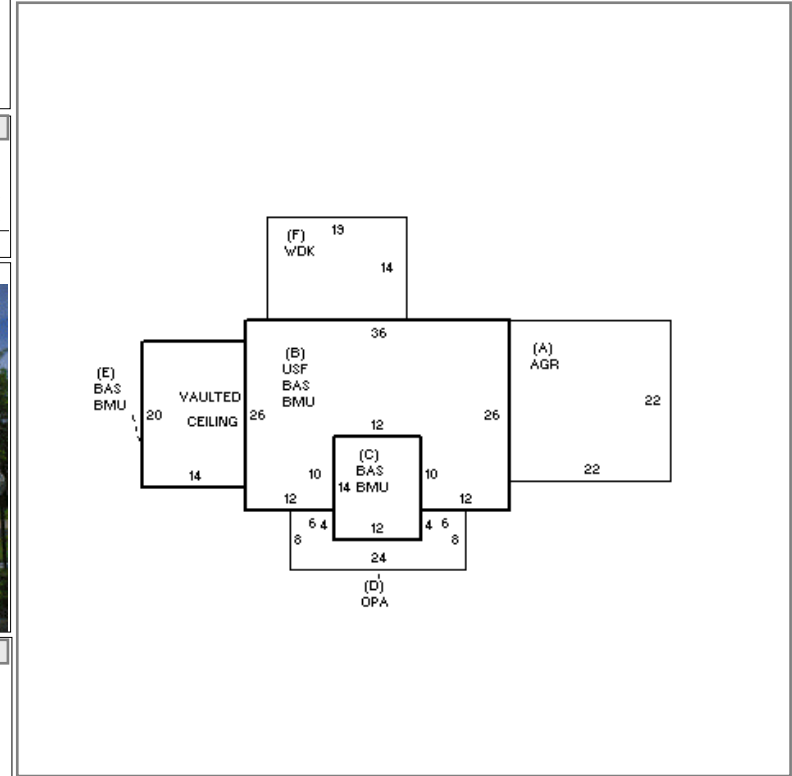 (F)
WDK
19
14
36
(A)
AGR
22
22
(B)
USF
BAS
BMU
26
26
(E)
BAS
BMU
20
VAULTED
CEILING
14
12
(C)
BAS
BMU
10
14
10
12
12
12
6
4
4
6
8
8
24
(D)
OPA